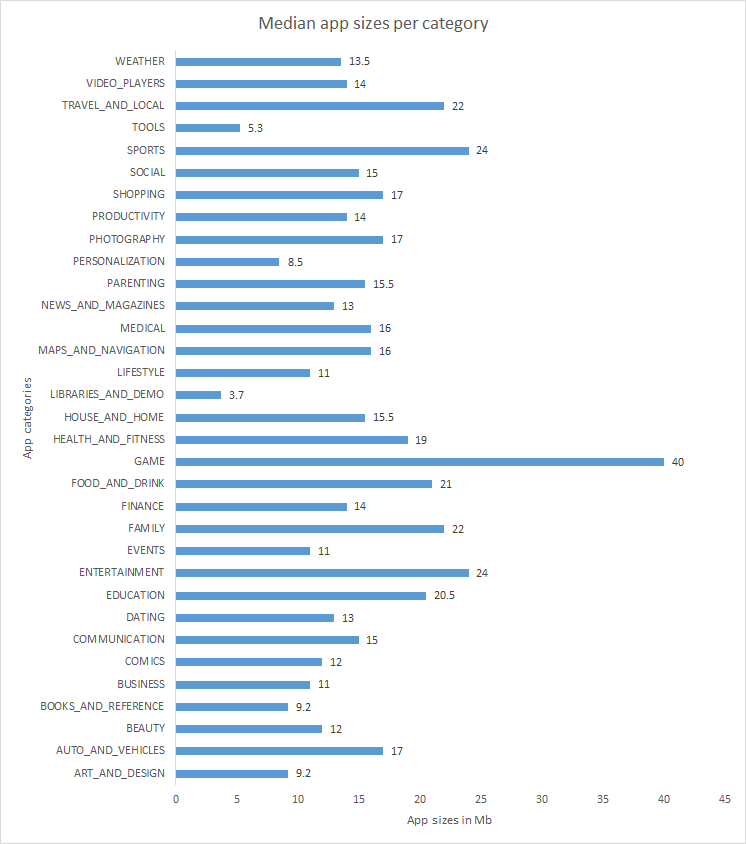 Median app sizes per category
WEATHER 13.5
VIDEO_PLAYERS 14
TRAVEL_AND_LOCAL 22
TOOLS 5.3
SPORTS 24
SOCIAL 15
SHOPPING 17
PRODUCTIVITY 14
PHOTOGRAPHY 17
PERSONALIZATION 8.5
PARENTING 15.5
NEWS_AND_MAGAZINES 13
MEDICAL 16
MAPS_AND_NAVIGATION 16
LIFESTYLE 11
LIBRARIES_AND_DEMO 3.7
HOUSE_AND_HOME 15.5
HEALTH_AND_FITNESS 19
GAME 40
FOOD_AND_DRINK 21
FINANCE 14
FAMILY 22
EVENTS 11
ENTERTAINMENT 24
EDUCATION 20.5
DATING 13
COMMUNICATION 15
COMICS 12
BUSINESS 11
BOOKS_AND_REFERENCE 9.2
BEAUTY 12
AUTO_AND_VEHICLES 17
ART_AND_DESIGN 9.2
App categories
0 5 10 15 20 25 30 35 40 45
App sizes in Mb